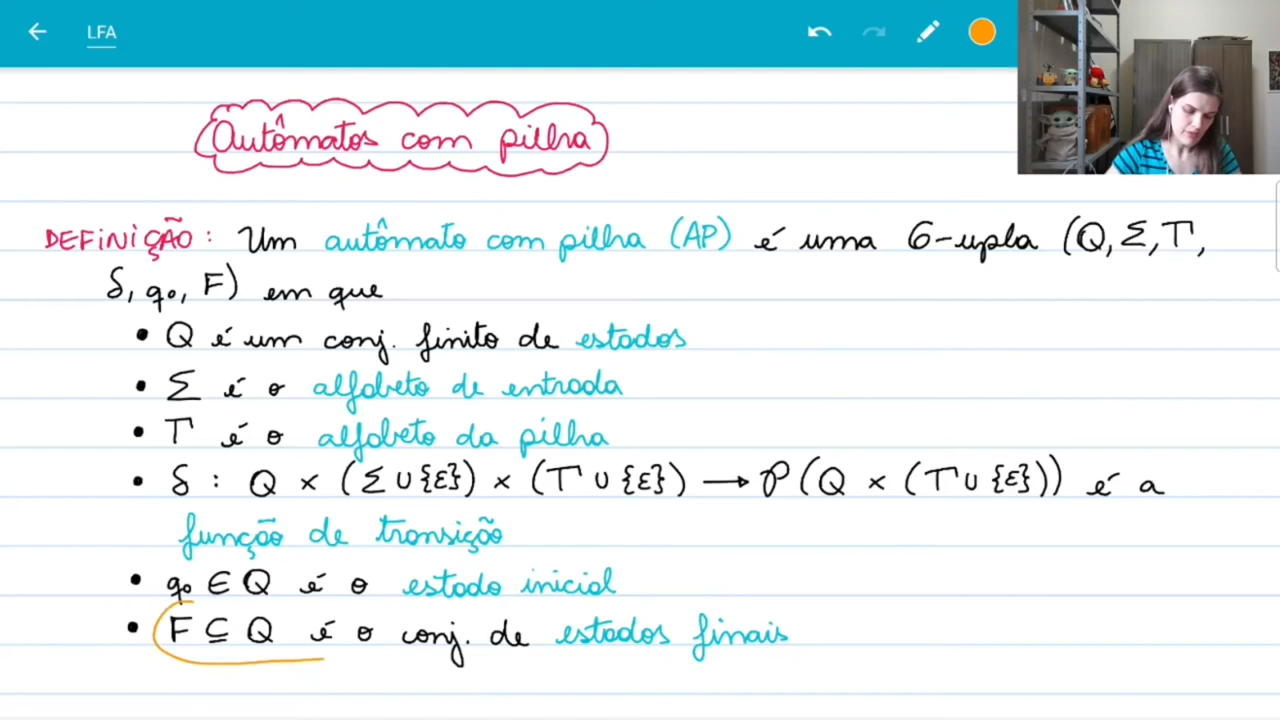 LFA
Autômatos com pilha
DEFINIÇÃO: Um autômato com pilha (AP) é uma 6-upla (Q, Σ, Γ,
δ, q₀, F) em que
• Q é um conj. finito de estados
• Σ é o alfabeto de entrada
• Γ é o alfabeto da pilha
• δ : Q × (Σ ∪ {ε}) × (Γ ∪ {ε}) → P(Q × (Γ ∪ {ε})) é a
função de transição
• q₀ ∈ Q é o estado inicial
• F ⊆ Q é o conj. de estados finais